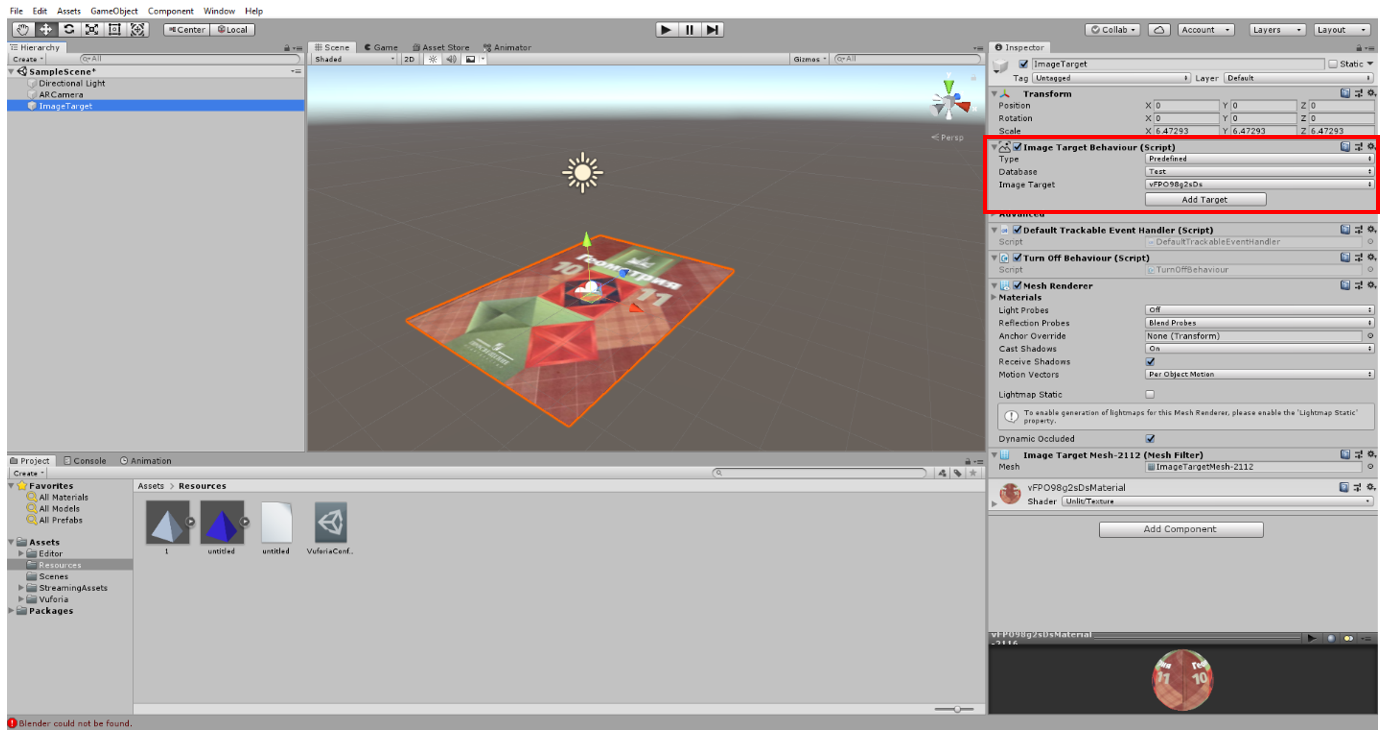 File Edit Assets GameObject Component Window Help
Center Local
Collab Account Layers Layout
Hierarchy
Create All
SampleScene*
Directional Light
ARCamera
ImageTarget
Scene Game Asset Store Animator
Shaded 2D Gizmos All
Persp
Геометрия
10
11
Inspector
ImageTarget Static
Tag Untagged Layer Default
Transform
Position X 0 Y 0 Z 0
Rotation X 0 Y 0 Z 0
Scale X 6.47293 Y 6.47293 Z 6.47293
Image Target Behaviour (Script)
Type Predefined
Database Test
Image Target vFPO98g2sDs
Add Target
Advanced
Default Trackable Event Handler (Script)
Script DefaultTrackableEventHandler
Turn Off Behaviour (Script)
Script TurnOffBehaviour
Mesh Renderer
Materials
Light Probes Off
Reflection Probes Blend Probes
Anchor Override None (Transform)
Cast Shadows On
Receive Shadows
Motion Vectors Per Object Motion
Lightmap Static
To enable generation of lightmaps for this Mesh Renderer, please enable the 'Lightmap Static'
property.
Dynamic Occluded
Image Target Mesh-2112 (Mesh Filter)
Mesh ImageTargetMesh-2112
vFPO98g2sDsMaterial
Shader Unlit/Texture
Add Component
vFPO98g2sDsMaterial
-2116
11 10
Project Console Animation
Create
Favorites
All Materials
All Models
All Prefabs
Assets
Editor
Resources
Scenes
StreamingAssets
Vuforia
Packages
Assets > Resources
1 untitled untitled VuforiaConf..
Blender could not be found.